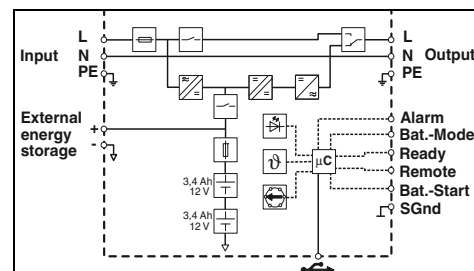 Input
L
N
PE
L
N
PE
Output
External
energy
storage
+
-
3,4 Ah
12 V
3,4 Ah
12 V
ϑ
µC
Alarm
Bat.-Mode
Ready
Remote
Bat.-Start
SGnd